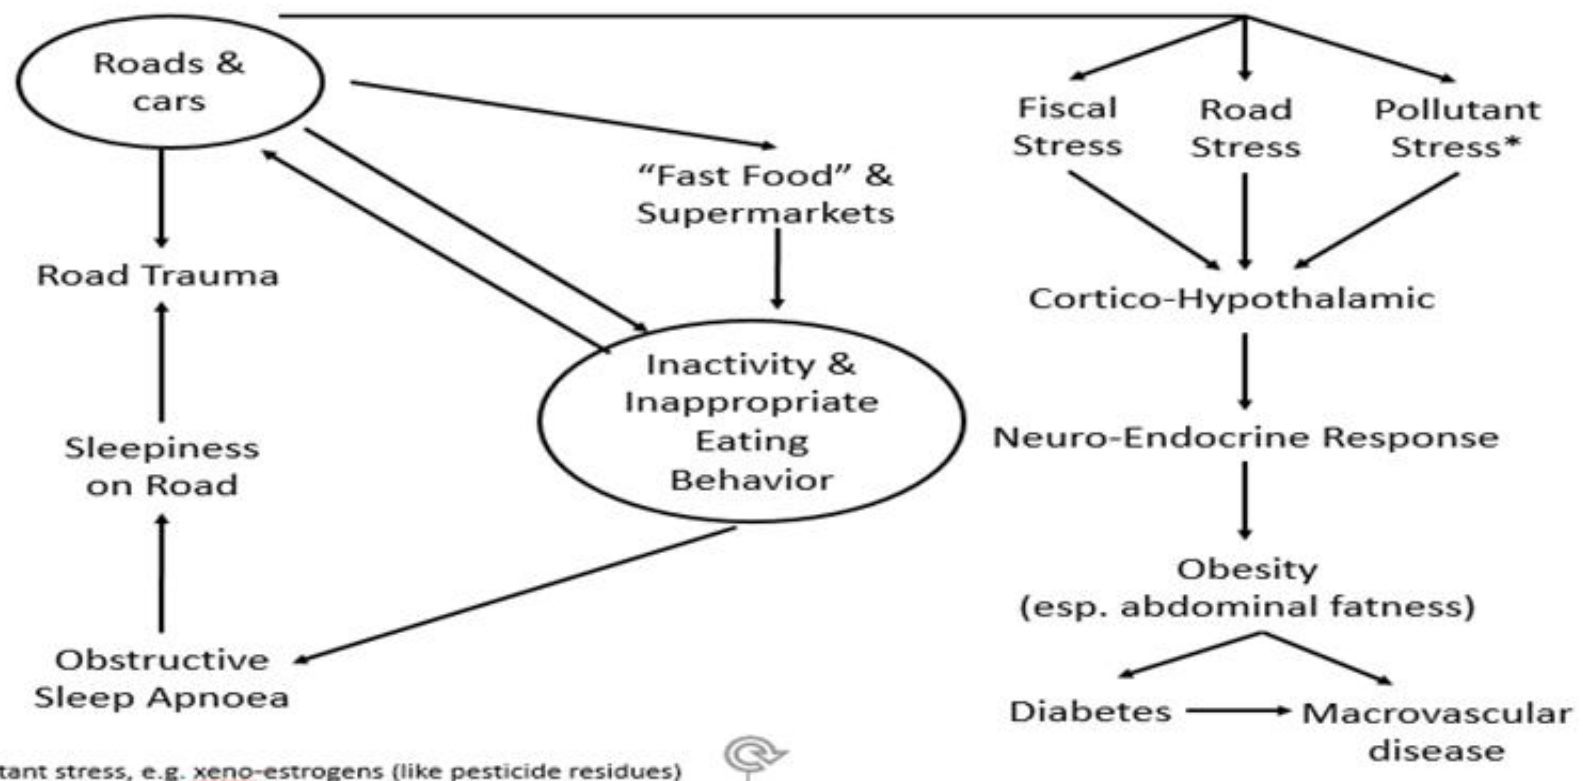 Roads &
cars
Fiscal
Stress
Road
Stress
Pollutant
Stress*
"Fast Food" &
Supermarkets
Road Trauma
Cortico-Hypothalamic
Inactivity &
Inappropriate
Eating
Behavior
Sleepiness
on Road
Neuro-Endocrine Response
Obesity
(esp. abdominal fatness)
Obstructive
Sleep Apnoea
Diabetes
Macrovascular
disease
stress, e.g. xeno-estrogens (like pesticide residues)